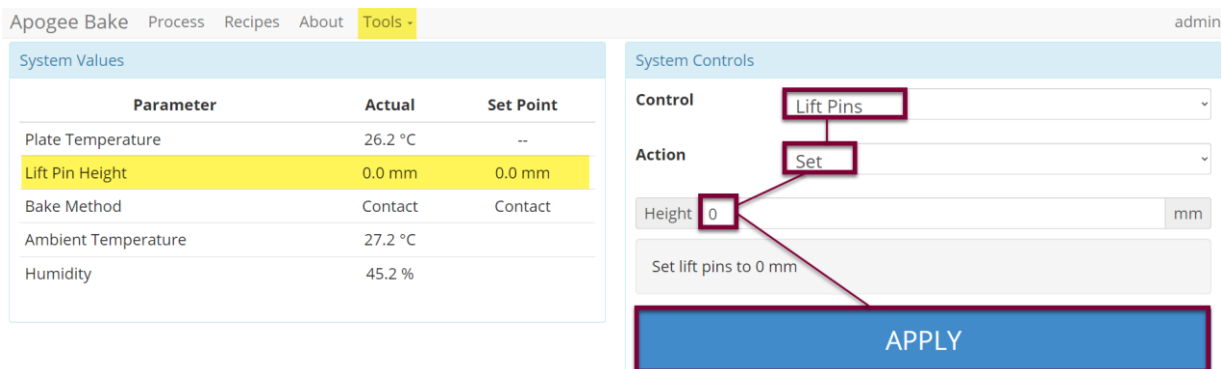 Apogee Bake Process Recipes About Tools admin
System Values
Parameter Actual Set Point
Plate Temperature 26.2 °C --
Lift Pin Height 0.0 mm 0.0 mm
Bake Method Contact Contact
Ambient Temperature 27.2 °C
Humidity 45.2 %
System Controls
Control Lift Pins
Action Set
Height 0 mm
Set lift pins to 0 mm
APPLY